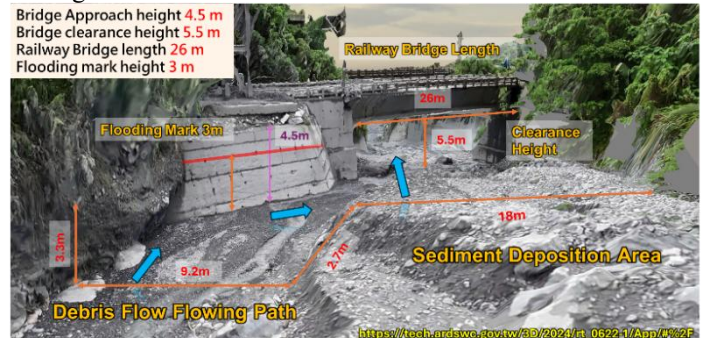 Bridge Approach height 4.5 m
Bridge clearance height 5.5 m
Railway Bridge length 26 m
Flooding mark height 3 m
Railway Bridge Length
26m
Flooding Mark 3m
4.5m
5.5m
Clearance
Height
3.3m
18m
9.2m
2.7m
Sediment Deposition Area
Debris Flow Flowing Path
https://tech.ardswc.gov.tw/3D/2024/rt_0622-1/App/#%2F